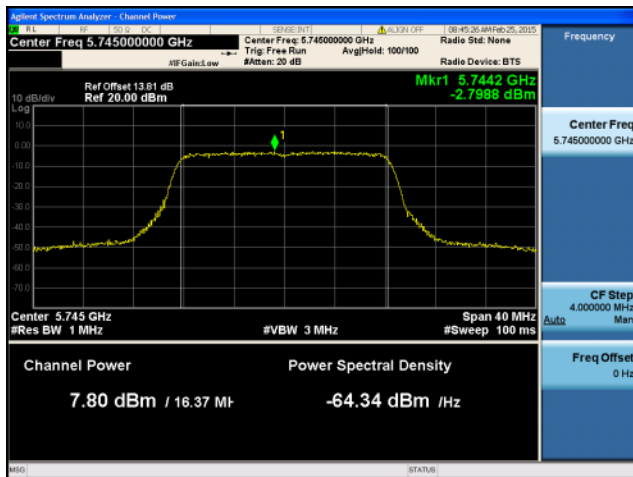 Agilent Spectrum Analyzer - Channel Power
RL RF 50 Ω DC SENSE:INT ALIGN OFF 08:45:26 AM Feb 25, 2015
Center Freq 5.745000000 GHz
Center Freq: 5.745000000 GHz
Radio Std: None
Trig: Free Run Avg|Hold: 100/100
#IFGain:Low #Atten: 20 dB Radio Device: BTS
Frequency
Mkr1 5.7442 GHz
-2.7988 dBm
Ref Offset 13.81 dB
10 dB/div Ref 20.00 dBm
Log
10.0
0.00
-10.0
-20.0
-30.0
-40.0
-50.0
-60.0
-70.0
1
Center 5.745 GHz Span 40 MHz
#Res BW 1 MHz #VBW 3 MHz #Sweep 100 ms
Channel Power Power Spectral Density
7.80 dBm / 16.37 MH -64.34 dBm /Hz
Center Freq
5.745000000 GHz
CF Step
4.000000 MHz
Auto Man
Freq Offset
0 Hz
MSG STATUS